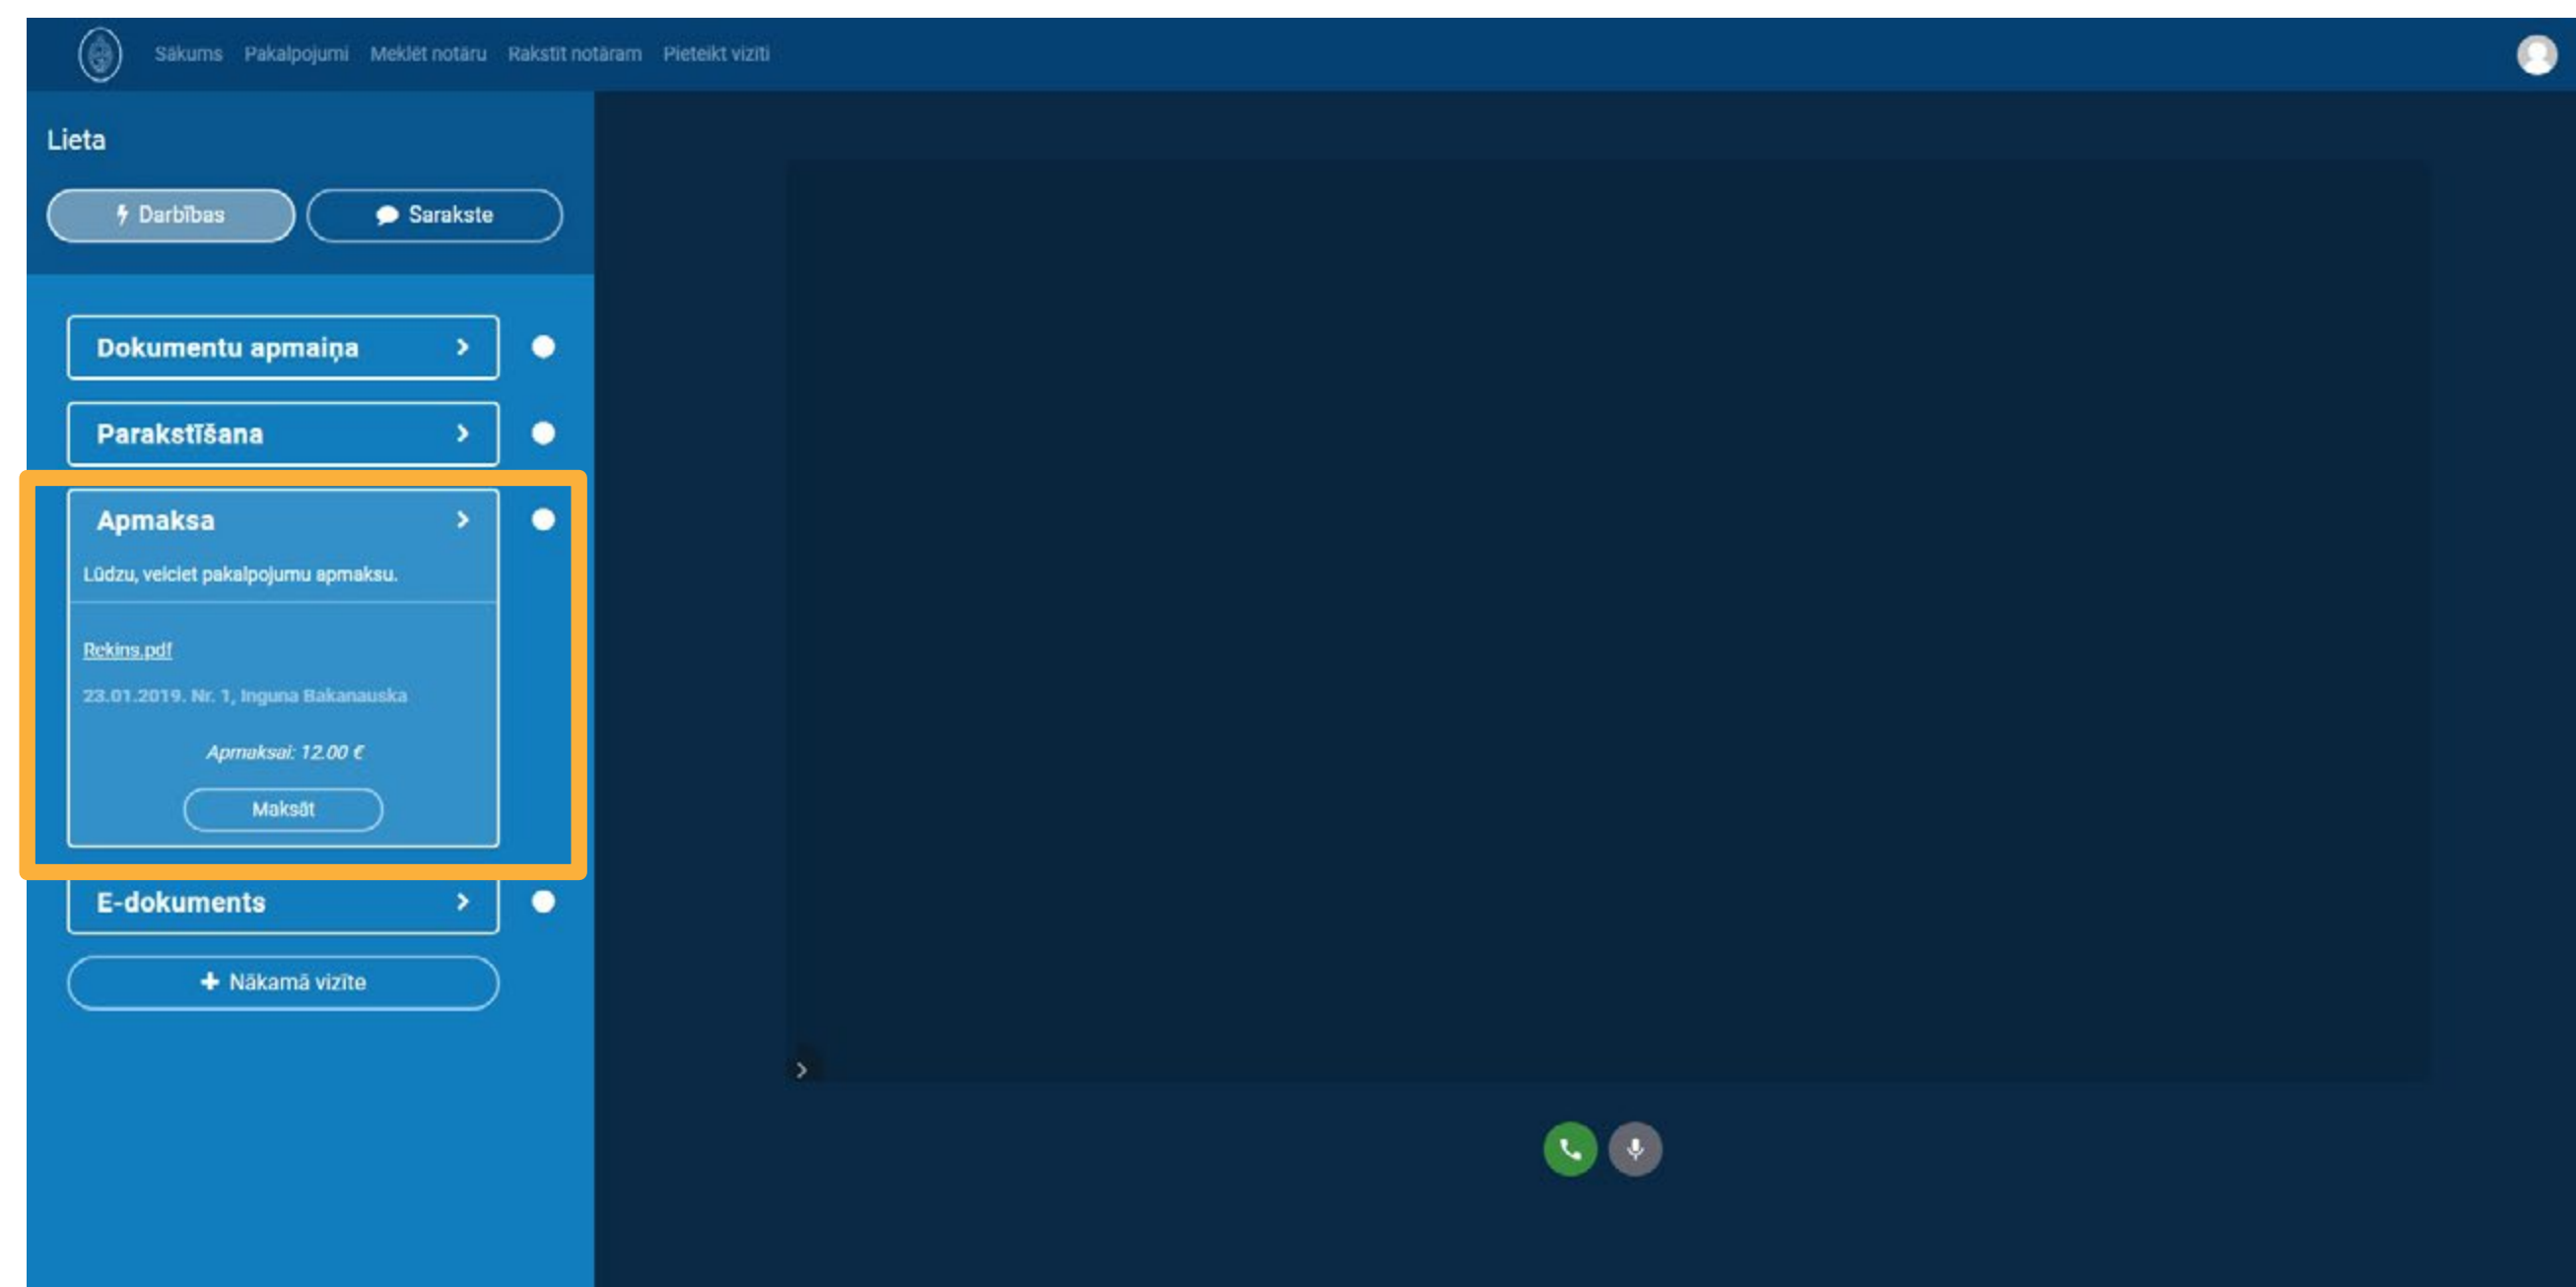 Sākums Pakalpojumi Meklēt notāru Rakstīt notāram Pieteikt vizīti
Lieta
Darbības Sarakste
Dokumentu apmaiņa
Parakstīšana
Apmaksa
Lūdzu, veiciet pakalpojumu apmaksu.
Rekins.pdf
23.01.2019. Nr. 1, Inguna Bakanauska
Apmaksai: 12.00 €
Maksāt
E-dokuments
+ Nākamā vizīte